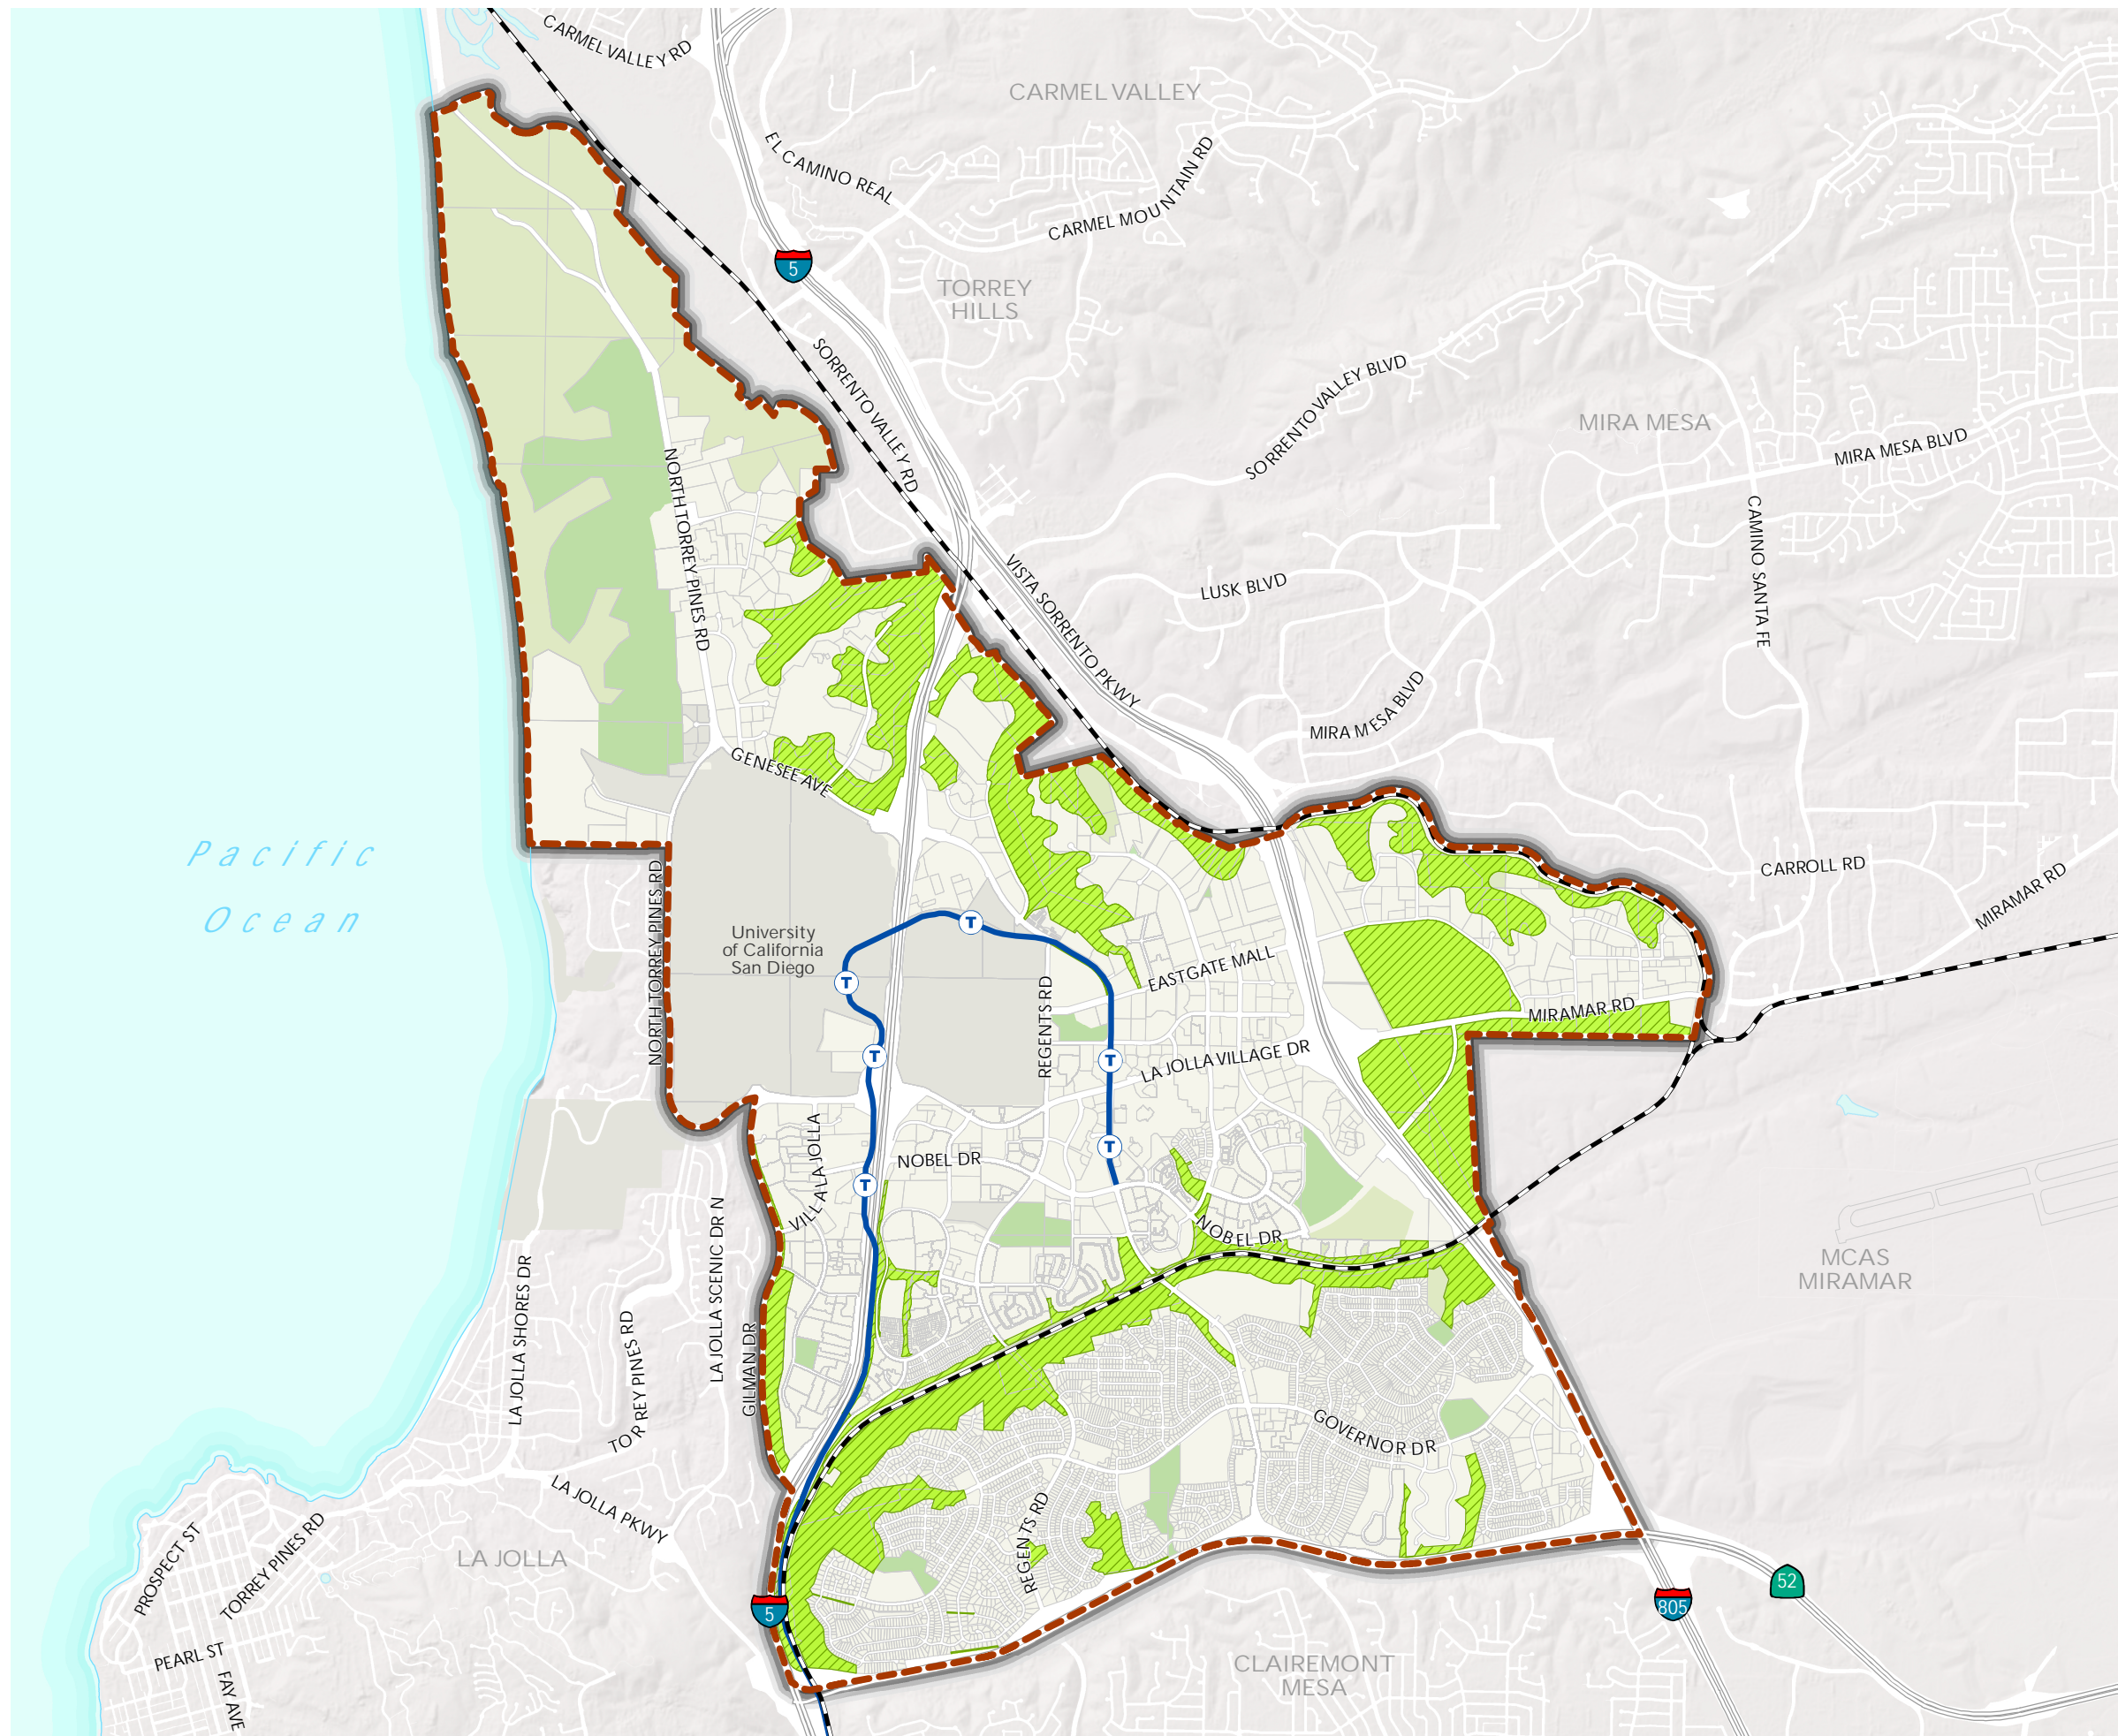 CARMEL VALLEY RD
CARMEL VALLEY
EL CAMINO REAL
CARMEL MOUNTAIN RD
5
TORREY
HILLS
SORRENTO VALLEY RD
SORRENTO VALLEY BLVD
MIRA MESA
MIRA MESA BLVD
NORTH TORREY PINES RD
CAMINO SANTA FE
VISTA SORRENTO PKWY
LUSK BLVD
MIRA MESA BLVD
GENESEE AVE
Pacific
Ocean
CARROLL RD
MIRAMAR RD
NORTH TORREY PINES RD
University
of California
San Diego
T
T
T
T
T
T
REGENTS RD
EASTGATE MALL
MIRAMAR RD
LA JOLLA VILLAGE DR
VILLA LA JOLLA
NOBEL DR
NOBEL DR
MCAS
MIRAMAR
LA JOLLA SHORES DR
TORREY PINES RD
LA JOLLA SCENIC DR N
GILMAN DR
GOVERNOR DR
REGENTS RD
LA JOLLA PKWY
LA JOLLA
PROSPECT ST
TORREY PINES RD
PEARL ST
FAY AVE
5
52
805
CLAIREMONT
MESA